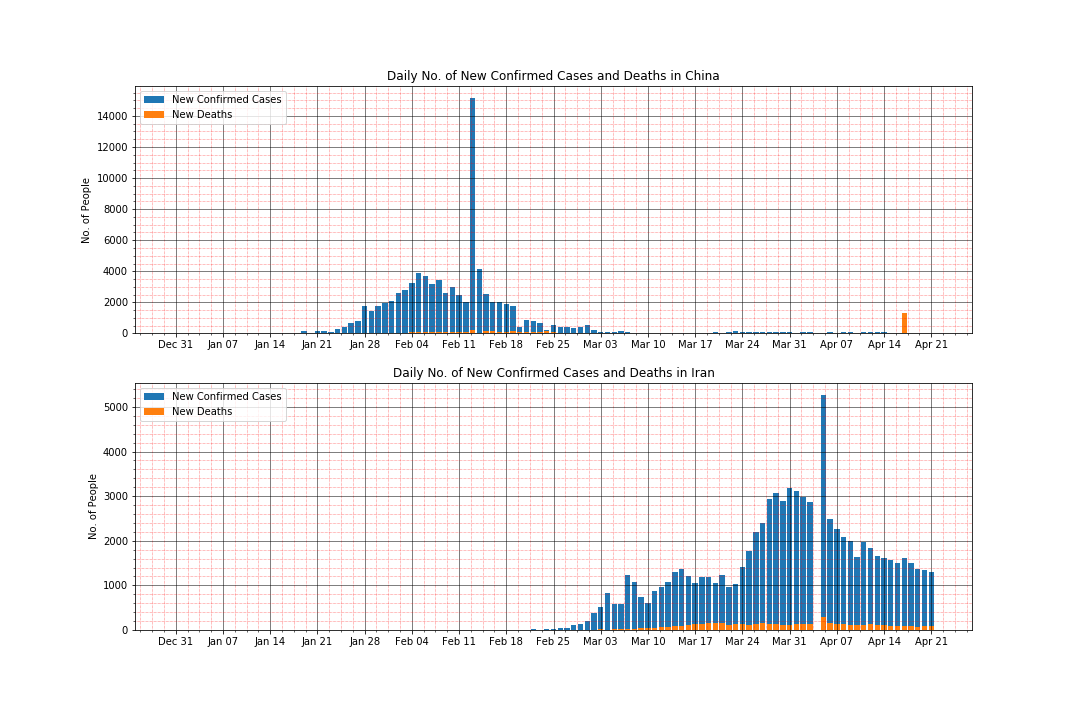 Daily No. of New Confirmed Cases and Deaths in China
New Confirmed Cases
New Deaths
No. of People
14000
12000
10000
8000
6000
4000
2000
0
Dec 31 Jan 07 Jan 14 Jan 21 Jan 28 Feb 04 Feb 11 Feb 18 Feb 25 Mar 03 Mar 10 Mar 17 Mar 24 Mar 31 Apr 07 Apr 14 Apr 21
Daily No. of New Confirmed Cases and Deaths in Iran
New Confirmed Cases
New Deaths
No. of People
5000
4000
3000
2000
1000
0
Dec 31 Jan 07 Jan 14 Jan 21 Jan 28 Feb 04 Feb 11 Feb 18 Feb 25 Mar 03 Mar 10 Mar 17 Mar 24 Mar 31 Apr 07 Apr 14 Apr 21